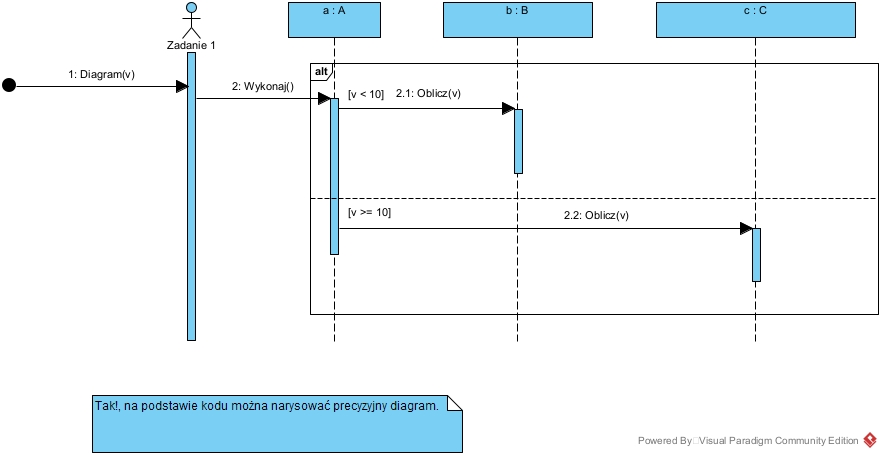 a : A
b : B
c : C
Zadanie 1
alt
1: Diagram(v)
2: Wykonaj()
[v < 10]
2.1: Oblicz(v)
[v >= 10]
2.2: Oblicz(v)
Tak!, na podstawie kodu można narysować precyzyjny diagram.
Powered By Visual Paradigm Community Edition